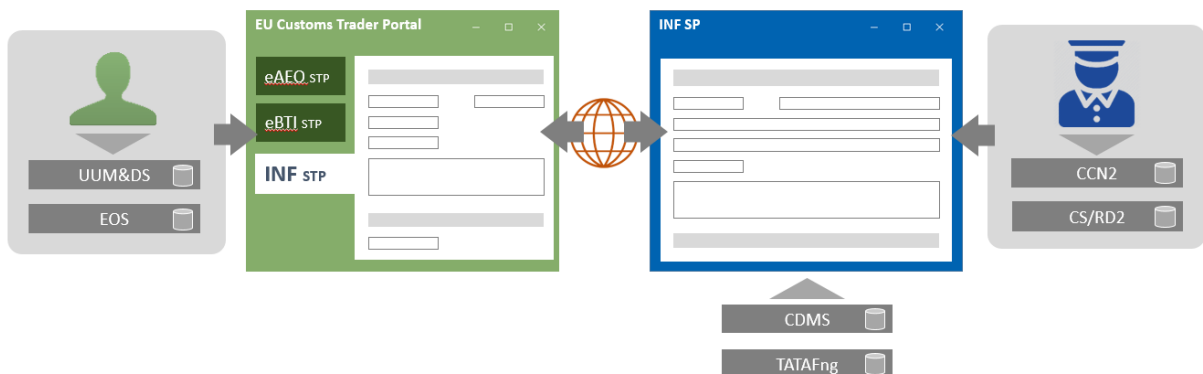 EU Customs Trader Portal
INF SP
eAEO STP
eBTI STP
INF STP
UUM&DS
EOS
CCN2
CS/RD2
CDMS
TATAFng